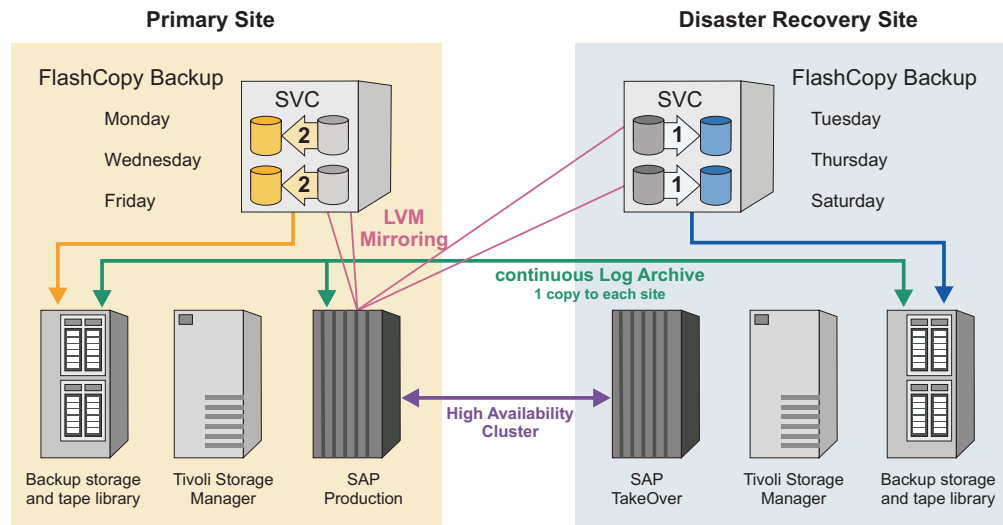 Primary Site
Disaster Recovery Site
FlashCopy Backup
SVC
Monday
Wednesday
Friday
2
2
SVC
FlashCopy Backup
1
1
Tuesday
Thursday
Saturday
LVM
Mirroring
continuous Log Archive
1 copy to each site
High Availability
Cluster
Backup storage
and tape library
Tivoli Storage
Manager
SAP
Production
SAP
TakeOver
Tivoli Storage
Manager
Backup storage
and tape library